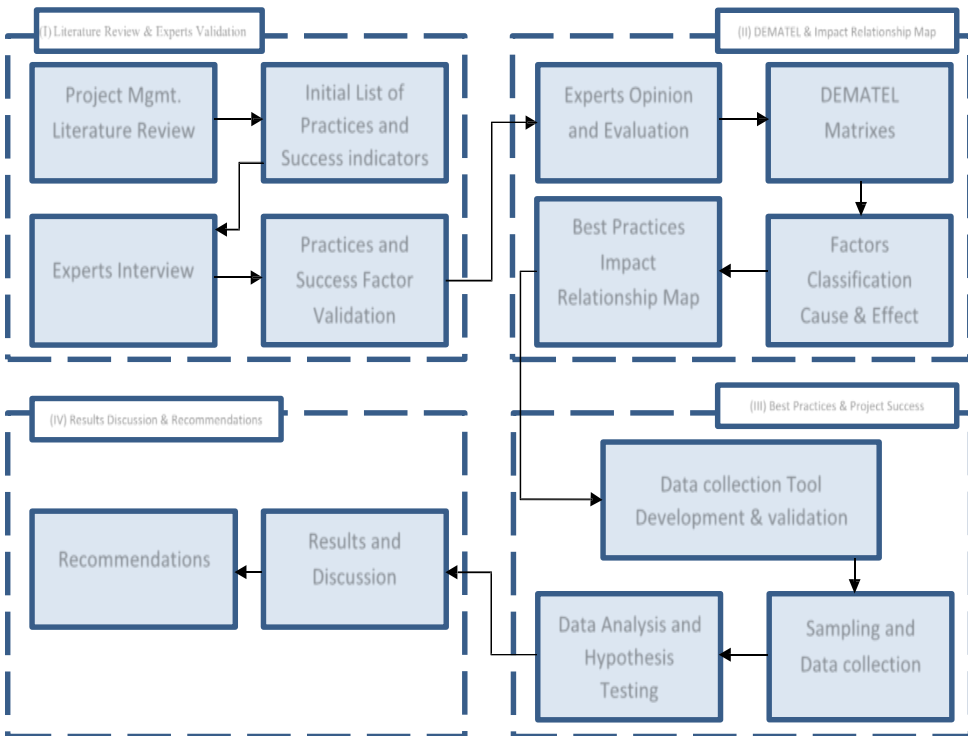 (I) Literature Review & Experts Validation
Project Mgmt.
Literature Review
Initial List of
Practices and
Success indicators
Experts Interview
Practices and
Success Factor
Validation
(II) DEMATEL & Impact Relationship Map
Experts Opinion
and Evaluation
DEMATEL
Matrixes
Best Practices
Impact
Relationship Map
Factors
Classification
Cause & Effect
(III) Best Practices & Project Success
Data collection Tool
Development & validation
Data Analysis and
Hypothesis
Testing
Sampling and
Data collection
(IV) Results Discussion & Recommendations
Recommendations
Results and
Discussion